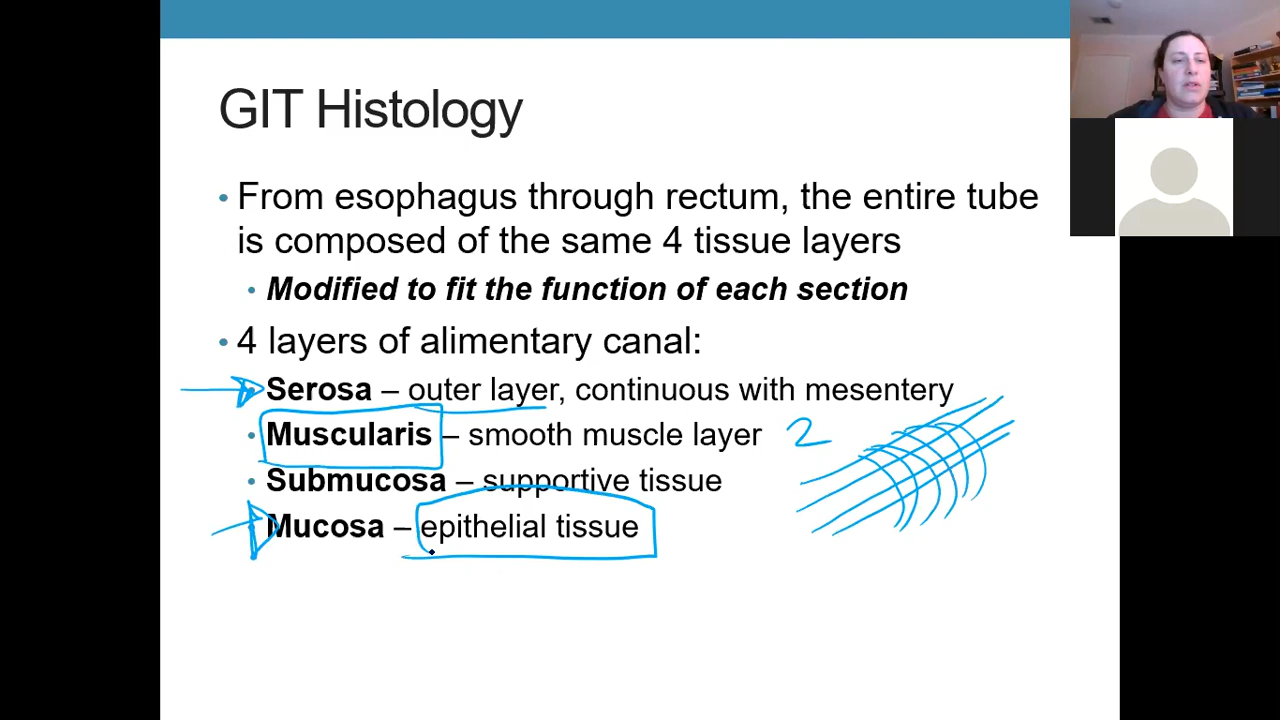 GIT Histology
• From esophagus through rectum, the entire tube
is composed of the same 4 tissue layers
• Modified to fit the function of each section
• 4 layers of alimentary canal:
• Serosa – outer layer, continuous with mesentery
• Muscularis – smooth muscle layer 2
• Submucosa – supportive tissue
Mucosa – epithelial tissue